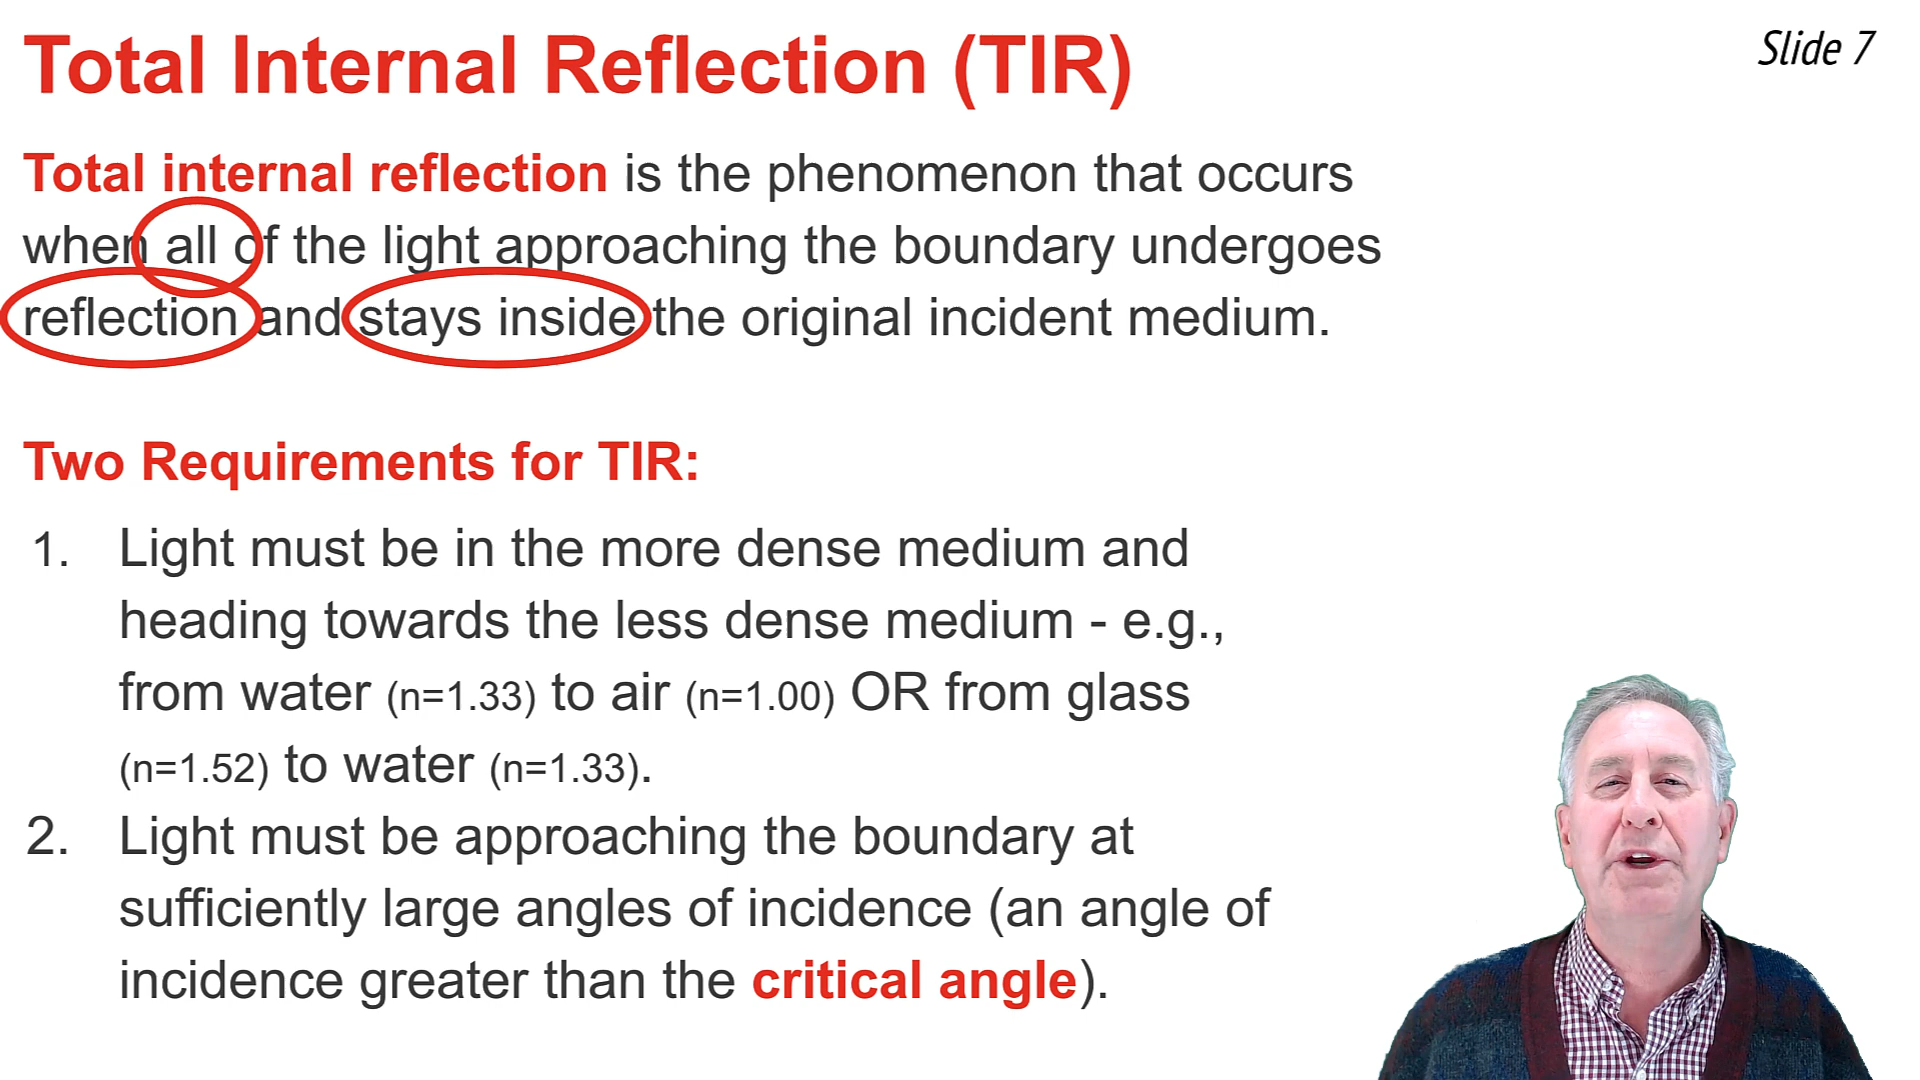 Total Internal Reflection (TIR)
Slide 7
Total internal reflection is the phenomenon that occurs
when all of the light approaching the boundary undergoes
reflection and stays inside the original incident medium.
Two Requirements for TIR:
1. Light must be in the more dense medium and
heading towards the less dense medium - e.g.,
from water (n=1.33) to air (n=1.00) OR from glass
(n=1.52) to water (n=1.33).
2. Light must be approaching the boundary at
sufficiently large angles of incidence (an angle of
incidence greater than the critical angle).